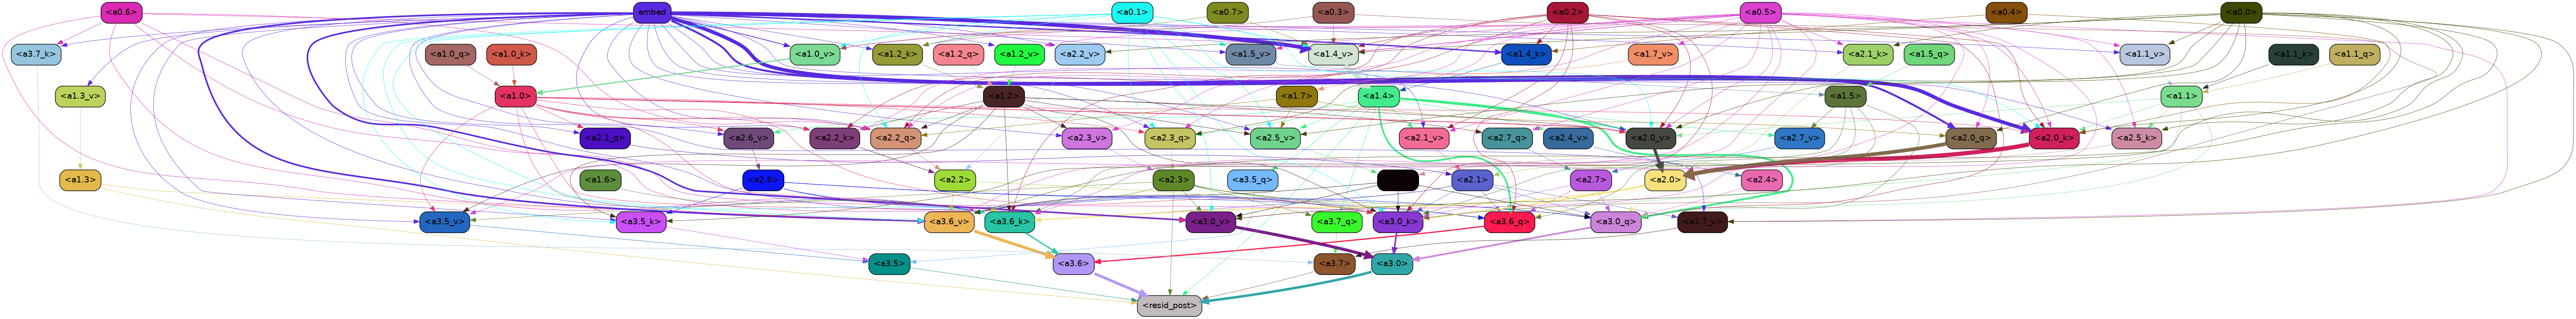 <a0.6> embed <a0.1> <a0.7> <a0.3> <a0.2> <a0.5> <a0.4> <a0.0>
<a3.7_k> <a1.0_q> <a1.0_k> <a1.0_v> <a1.2_k> <a1.2_q> <a1.2_v> <a2.2_v> <a1.5_v> <a1.4_v> <a1.4_k> <a1.7_v> <a2.1_k> <a1.5_q> <a1.1_v> <a1.1_k> <a1.1_q>
<a1.3_v> <a1.0> <a1.2> <a1.7> <a1.4> <a1.5> <a1.1>
<a2.1_q> <a2.6_v> <a2.2_k> <a2.2_q> <a2.3_v> <a2.3_q> <a2.5_v> <a2.1_v> <a2.7_q> <a2.4_v> <a2.0_v> <a2.7_v> <a2.0_q> <a2.0_k> <a2.5_k>
<a1.3> <a1.6> <a2.6> <a2.2> <a2.3> <a3.5_q> <a2.1> <a2.7> <a2.0> <a2.4>
<a3.5_v> <a3.5_k> <a3.6_v> <a3.6_k> <a3.0_v> <a3.7_q> <a3.0_k> <a3.6_q> <a3.0_q> <a3.7_v>
<a3.5> <a3.6> <a3.7> <a3.0>
<resid_post>